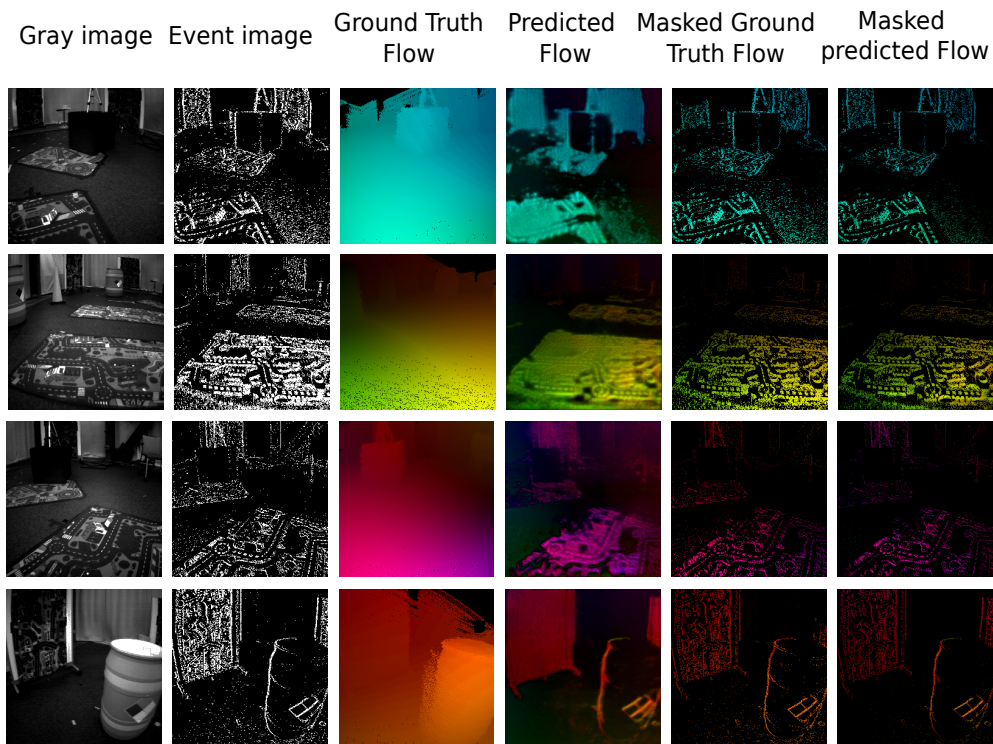 Gray image
Event image
Ground Truth
Flow
Predicted
Flow
Masked Ground
Truth Flow
Masked
predicted Flow